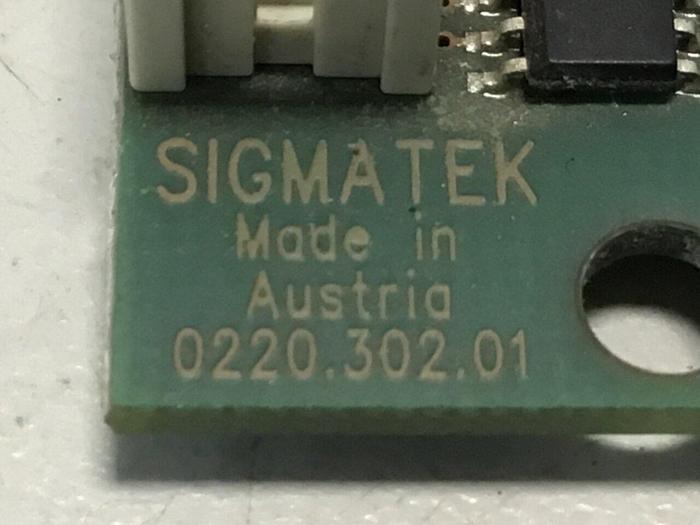 SIGMATEK
Made in
Austria
0220.302.01